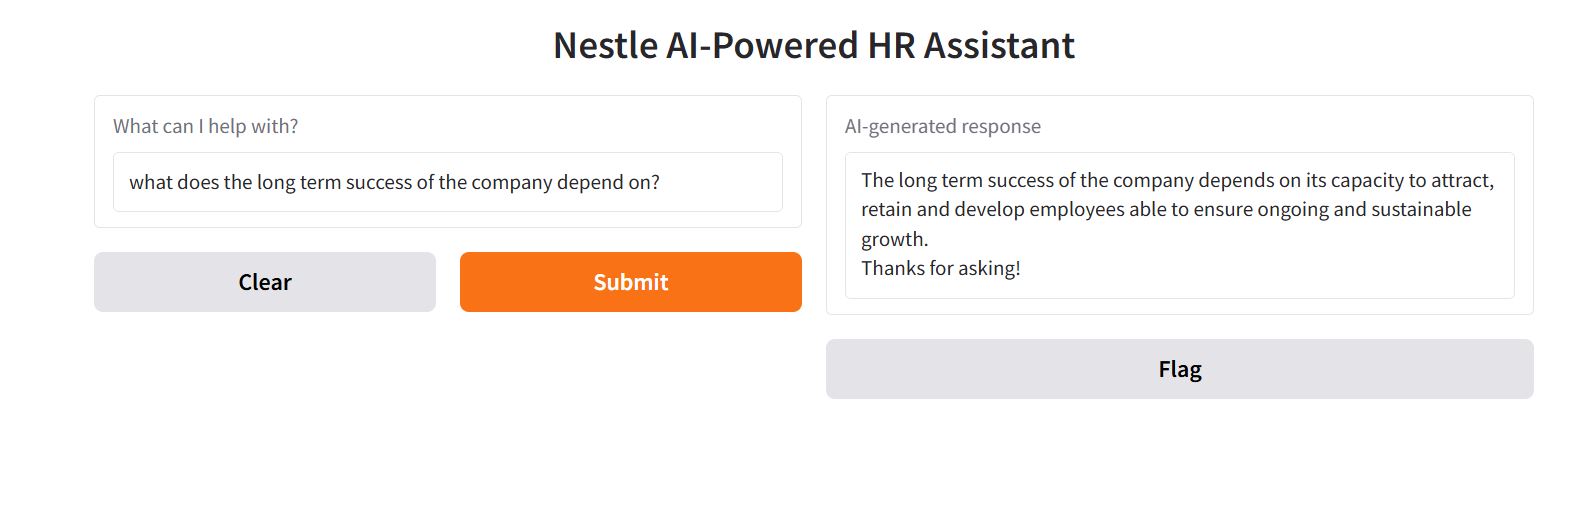 Nestle AI-Powered HR Assistant
What can I help with?
what does the long term success of the company depend on?
Clear
Submit
AI-generated response
The long term success of the company depends on its capacity to attract,
retain and develop employees able to ensure ongoing and sustainable
growth.
Thanks for asking!
Flag